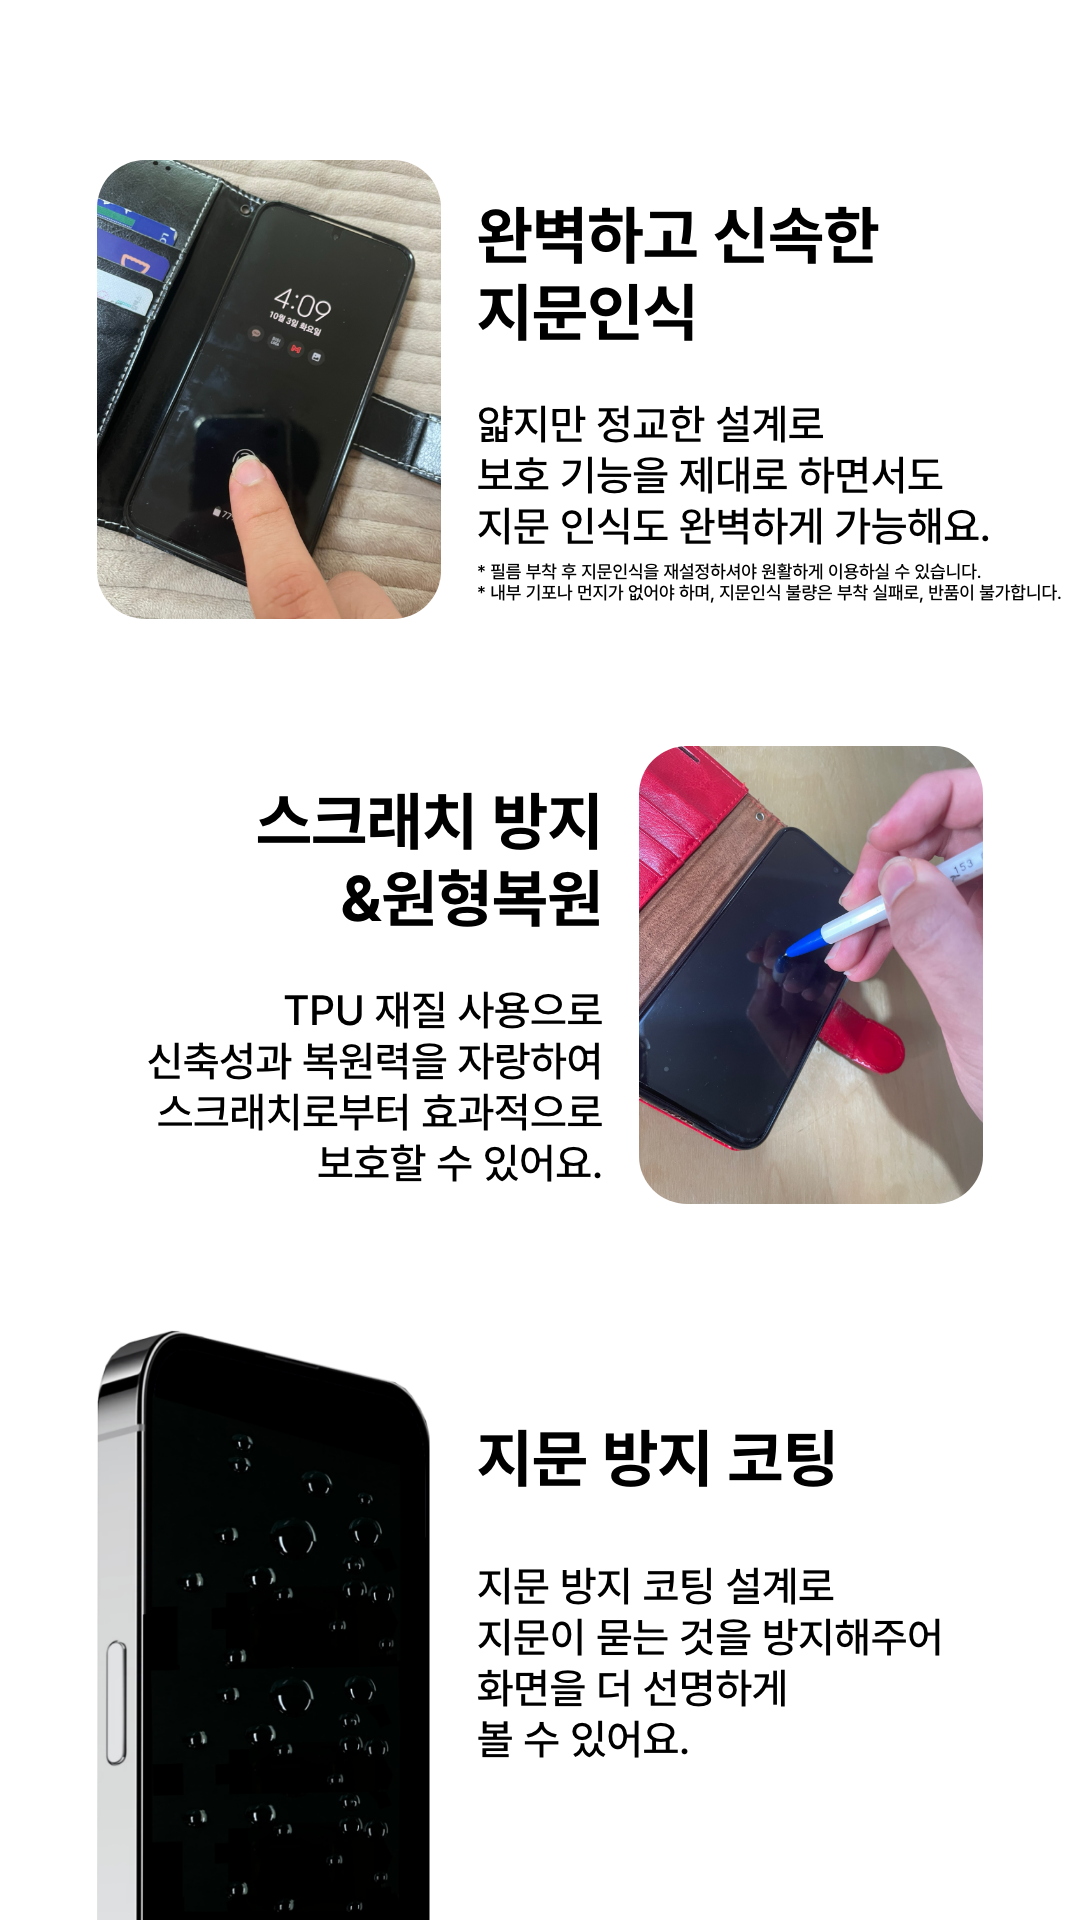 완벽하고 신속한
지문인식
4:09
10월 3일 화요일
얇지만 정교한 설계로
보호 기능을 제대로 하면서도
지문 인식도 완벽하게 가능해요.
* 필름 부착 후 지문인식을 재설정하셔야 원활하게 이용하실 수 있습니다.
* 내부 기포나 먼지가 없어야 하며, 지문인식 불량은 부착 실패로, 반품이 불가합니다.
스크래치 방지
&원형복원
153
TPU 재질 사용으로
신축성과 복원력을 자랑하여
스크래치로부터 효과적으로
보호할 수 있어요.
지문 방지 코팅
지문 방지 코팅 설계로
지문이 묻는 것을 방지해주어
화면을 더 선명하게
볼 수 있어요.